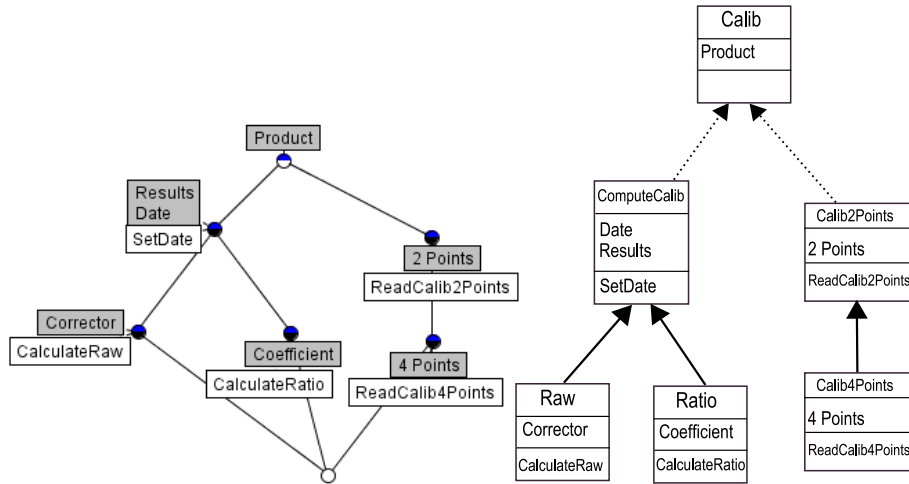 Product
Results
Date
SetDate
2 Points
ReadCalib2Points
Corrector
CalculateRaw
Coefficient
CalculateRatio
4 Points
ReadCalib4Points
Calib
Product
ComputeCalib
Date
Results
SetDate
Calib2Points
2 Points
ReadCalib2Points
Raw
Corrector
CalculateRaw
Ratio
Coefficient
CalculateRatio
Calib4Points
4 Points
ReadCalib4Points